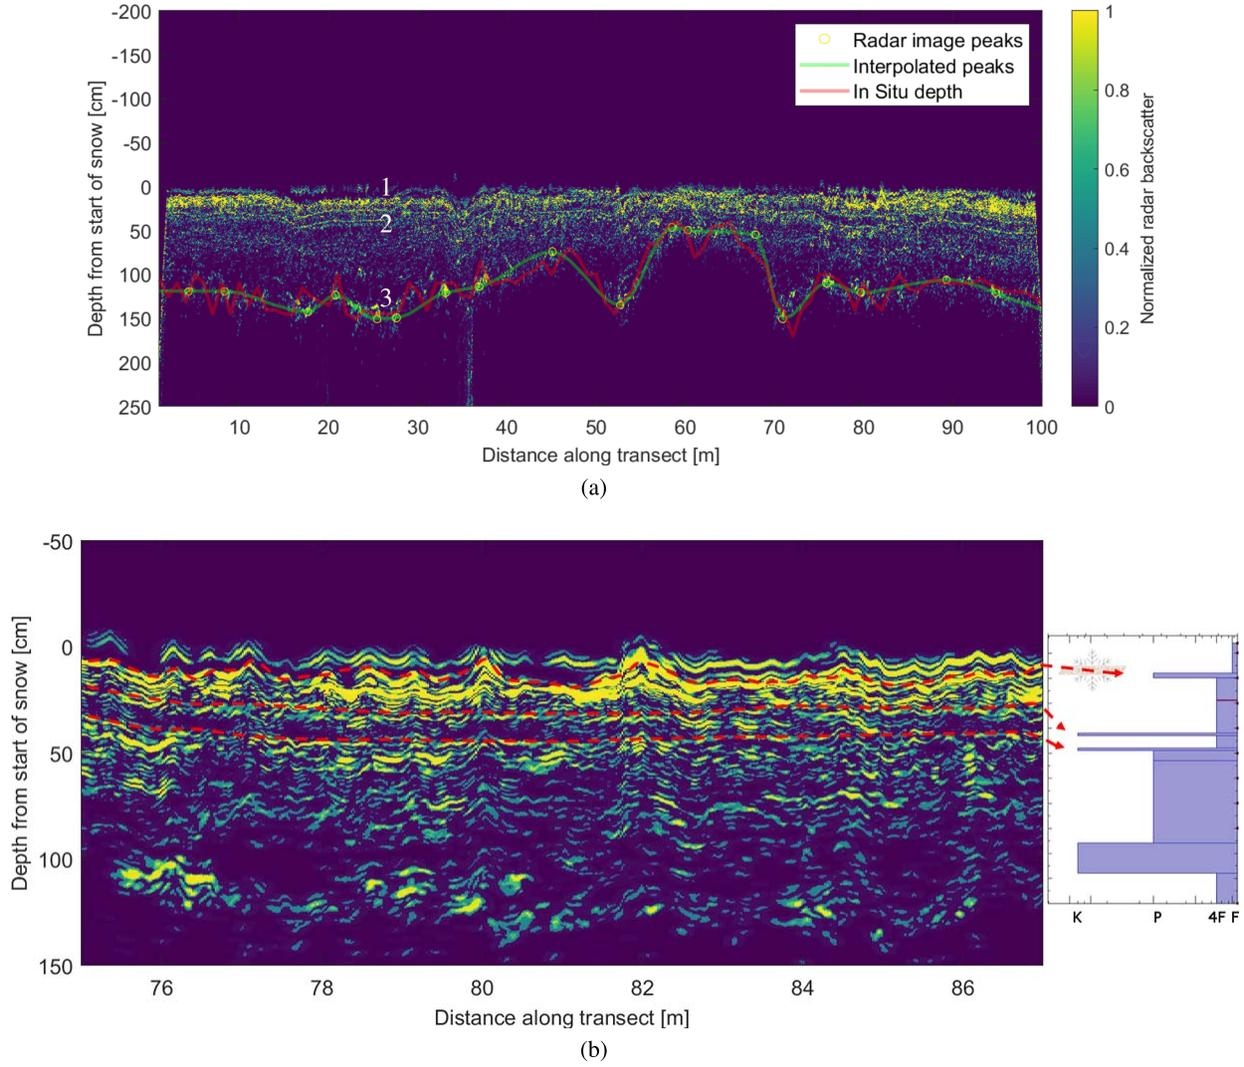 -200
-150
-100
-50
0
50
100
150
200
250
Depth from start of snow [cm]
10 20 30 40 50 60 70 80 90 100
Distance along transect [m]
1
2
3
Radar image peaks
Interpolated peaks
In Situ depth
1
0.8
0.6
0.4
0.2
0
Normalized radar backscatter
(a)
-50
0
50
100
150
Depth from start of snow [cm]
76 78 80 82 84 86
Distance along transect [m]
K P 4F F
(b)